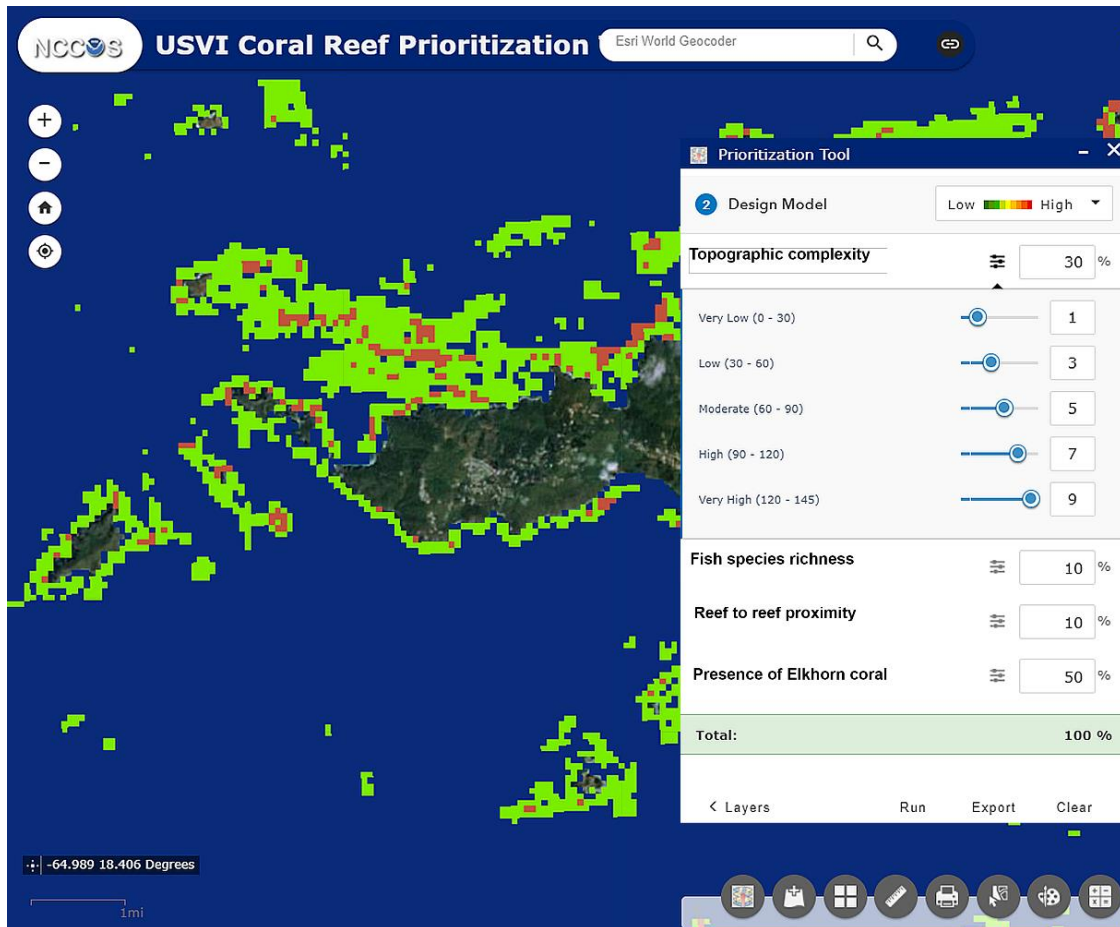 NCCOS
USVI Coral Reef Prioritization
Esri World Geocoder
Prioritization Tool
2 Design Model Low High
Topographic complexity 30 %
Very Low (0 - 30) 1
Low (30 - 60) 3
Moderate (60 - 90) 5
High (90 - 120) 7
Very High (120 - 145) 9
Fish species richness 10 %
Reef to reef proximity 10 %
Presence of Elkhorn coral 50 %
Total: 100 %
< Layers Run Export Clear
-64.989 18.406 Degrees
1mi